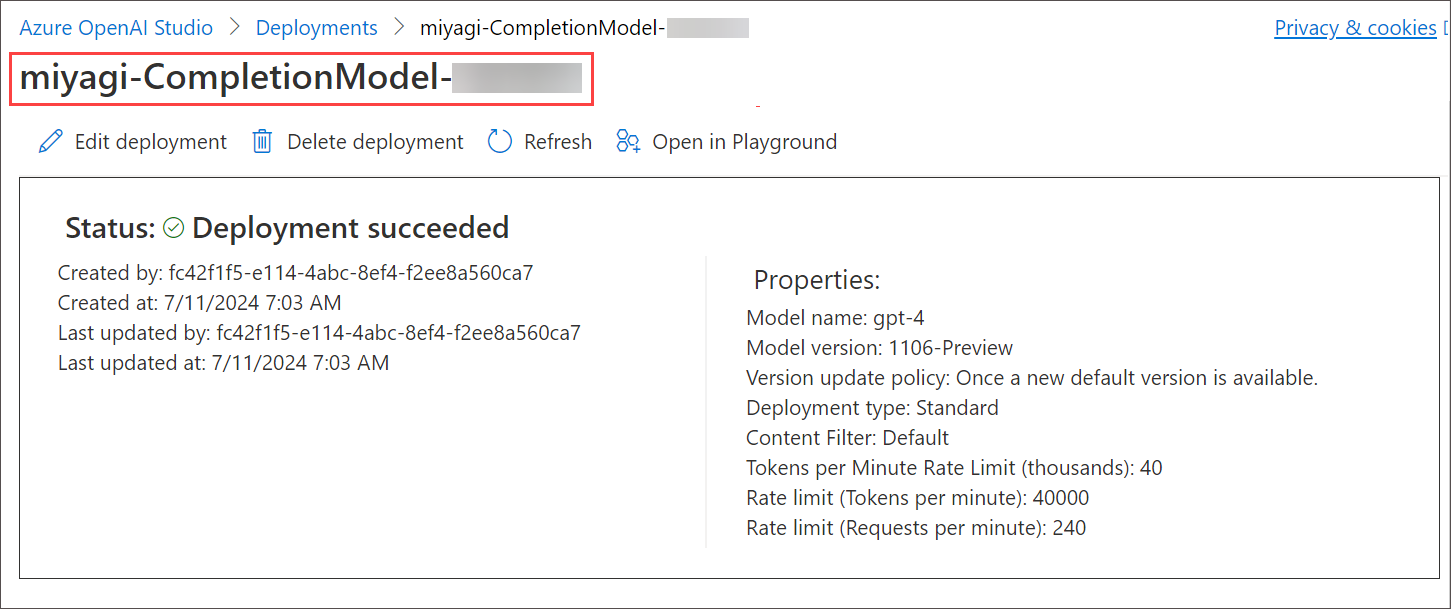 Azure OpenAI Studio > Deployments > miyagi-CompletionModel-
Privacy & cookies
miyagi-CompletionModel-
Edit deployment Delete deployment Refresh Open in Playground
Status: Deployment succeeded
Created by: fc42f1f5-e114-4abc-8ef4-f2ee8a560ca7
Created at: 7/11/2024 7:03 AM
Last updated by: fc42f1f5-e114-4abc-8ef4-f2ee8a560ca7
Last updated at: 7/11/2024 7:03 AM
Properties:
Model name: gpt-4
Model version: 1106-Preview
Version update policy: Once a new default version is available.
Deployment type: Standard
Content Filter: Default
Tokens per Minute Rate Limit (thousands): 40
Rate limit (Tokens per minute): 40000
Rate limit (Requests per minute): 240